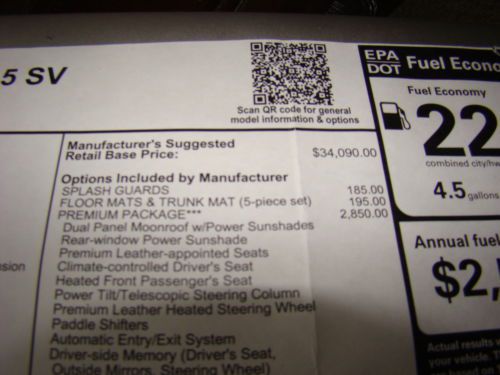 5 SV
Scan QR code for general
model information & options
EPA
DOT
Fuel Econo
Fuel Economy
22
combined city/hw
4.5 gallons
Annual fuel
$2,
Actual results
your vehicle.
Manufacturer's Suggested
Retail Base Price: $34,090.00
Options Included by Manufacturer
SPLASH GUARDS 185.00
FLOOR MATS & TRUNK MAT (5-piece set) 195.00
PREMIUM PACKAGE*** 2,850.00
Dual Panel Moonroof w/Power Sunshades
Rear-window Power Sunshade
Premium Leather-appointed Seats
Climate-controlled Driver's Seat
Heated Front Passenger's Seat
Power Tilt/Telescopic Steering Column
Premium Leather Heated Steering Wheel
Paddle Shifters
Automatic Entry/Exit System
Driver-side Memory (Driver's Seat,
Outside Mirrors, Steering Wheel)